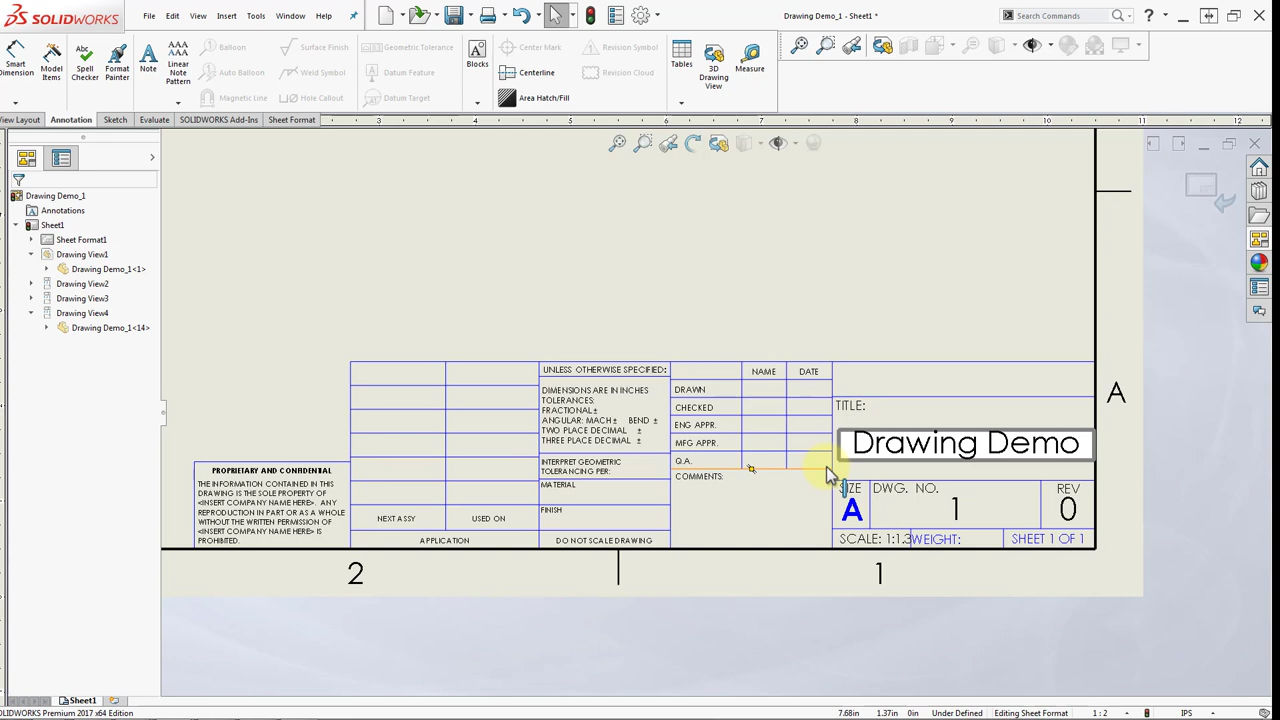 SOLIDWORKS
File Edit View Insert Tools Window Help
Drawing Demo_1 - Sheet1 *
Search Commands
?
Smart Dimension
Model Items
Spell Checker
Format Painter
Note
Linear Note Pattern
Balloon
Auto Balloon
Magnetic Line
Surface Finish
Weld Symbol
Hole Callout
Geometric Tolerance
Datum Feature
Datum Target
Blocks
Center Mark
Centerline
Area Hatch/Fill
Revision Symbol
Revision Cloud
Tables
3D Drawing View
Measure
View Layout Annotation Sketch Evaluate SOLIDWORKS Add-Ins Sheet Format
3 4 5 6 7 8 9 10 11 12
Drawing Demo_1
Annotations
Sheet1
Sheet Format1
Drawing View1
Drawing Demo_1<1>
Drawing View2
Drawing View3
Drawing View4
Drawing Demo_1<14>
PROPRIETARY AND CONFIDENTIAL
THE INFORMATION CONTAINED IN THIS
DRAWING IS THE SOLE PROPERTY OF
<INSERT COMPANY NAME HERE>. ANY
REPRODUCTION IN PART OR AS A WHOLE
WITHOUT THE WRITTEN PERMISSION OF
<INSERT COMPANY NAME HERE> IS
PROHIBITED.
NEXT ASSY USED ON
APPLICATION
UNLESS OTHERWISE SPECIFIED:
DIMENSIONS ARE IN INCHES
TOLERANCES:
FRACTIONAL ±
ANGULAR: MACH ± BEND ±
TWO PLACE DECIMAL ±
THREE PLACE DECIMAL ±
INTERPRET GEOMETRIC
TOLERANCING PER:
MATERIAL
FINISH
DO NOT SCALE DRAWING
NAME DATE
DRAWN
CHECKED
ENG APPR.
MFG APPR.
Q.A.
COMMENTS:
TITLE:
Drawing Demo
SIZE DWG. NO. REV
A 1 0
SCALE: 1:1.3 WEIGHT: SHEET 1 OF 1
A
2 1
Sheet1
SOLIDWORKS Premium 2017 x64 Edition
7.68in 1.37in 0in Under Defined Editing Sheet Format 1 : 2 IPS